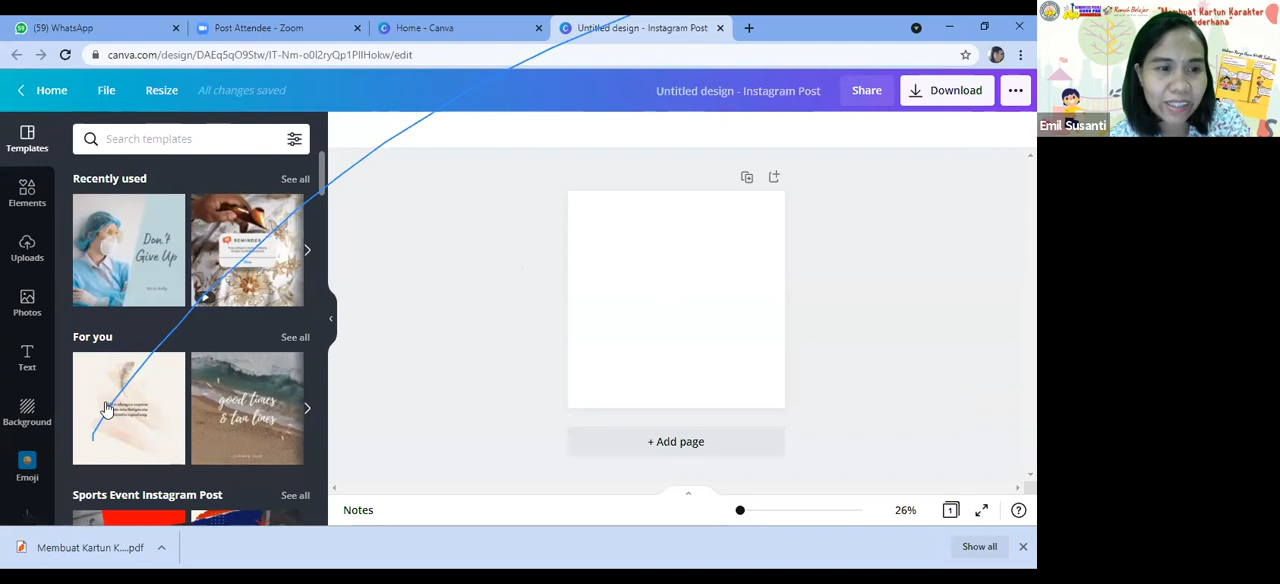 (59) WhatsApp
Post Attendee - Zoom
Home - Canva
Untitled design - Instagram Post
canva.com/design/DAEq5qO9Stw/IT-Nm-o0l2ryQp1PlIHokw/edit
Home
File
Resize
All changes saved
Untitled design - Instagram Post
Share
Download
Templates
Elements
Uploads
Photos
Text
Background
Emoji
Search templates
Recently used
See all
Don't
Give Up
REMINDER
For you
See all
good times
& tan lines
Sports Event Instagram Post
See all
+ Add page
Notes
26%
1
Membuat Kartun K....pdf
Show all
"Membuat Kartun Karakter
Sederhana"
Emil Susanti